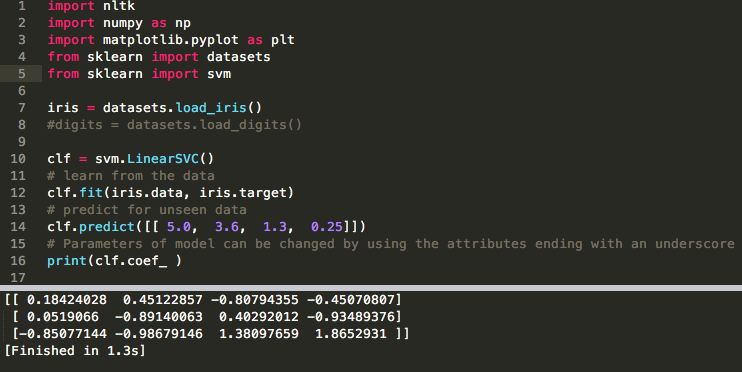 1 import nltk
2 import numpy as np
3 import matplotlib.pyplot as plt
4 from sklearn import datasets
5 from sklearn import svm
6
7 iris = datasets.load_iris()
8 #digits = datasets.load_digits()
9
10 clf = svm.LinearSVC()
11 # learn from the data
12 clf.fit(iris.data, iris.target)
13 # predict for unseen data
14 clf.predict([[ 5.0,  3.6,  1.3,  0.25]])
15 # Parameters of model can be changed by using the attributes ending with an underscore
16 print(clf.coef_ )
17
[[ 0.18424028  0.45122857 -0.80794355 -0.45070807]
 [ 0.0519066  -0.89140063  0.40292012 -0.93489376]
 [-0.85077144 -0.98679146  1.38097659  1.8652931 ]]
[Finished in 1.3s]